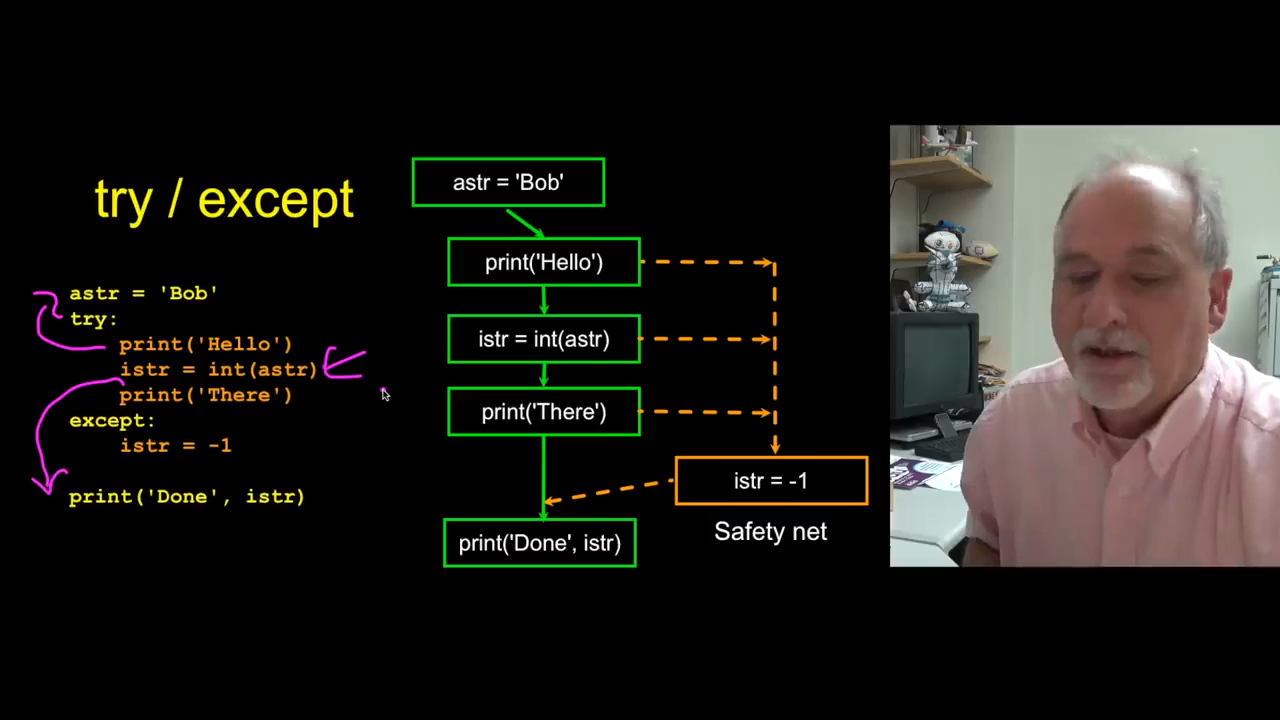 try / except
astr = 'Bob'
try:
    print('Hello')
    istr = int(astr)
    print('There')
except:
    istr = -1
print('Done', istr)
astr = 'Bob'
print('Hello')
istr = int(astr)
print('There')
istr = -1
Safety net
print('Done', istr)